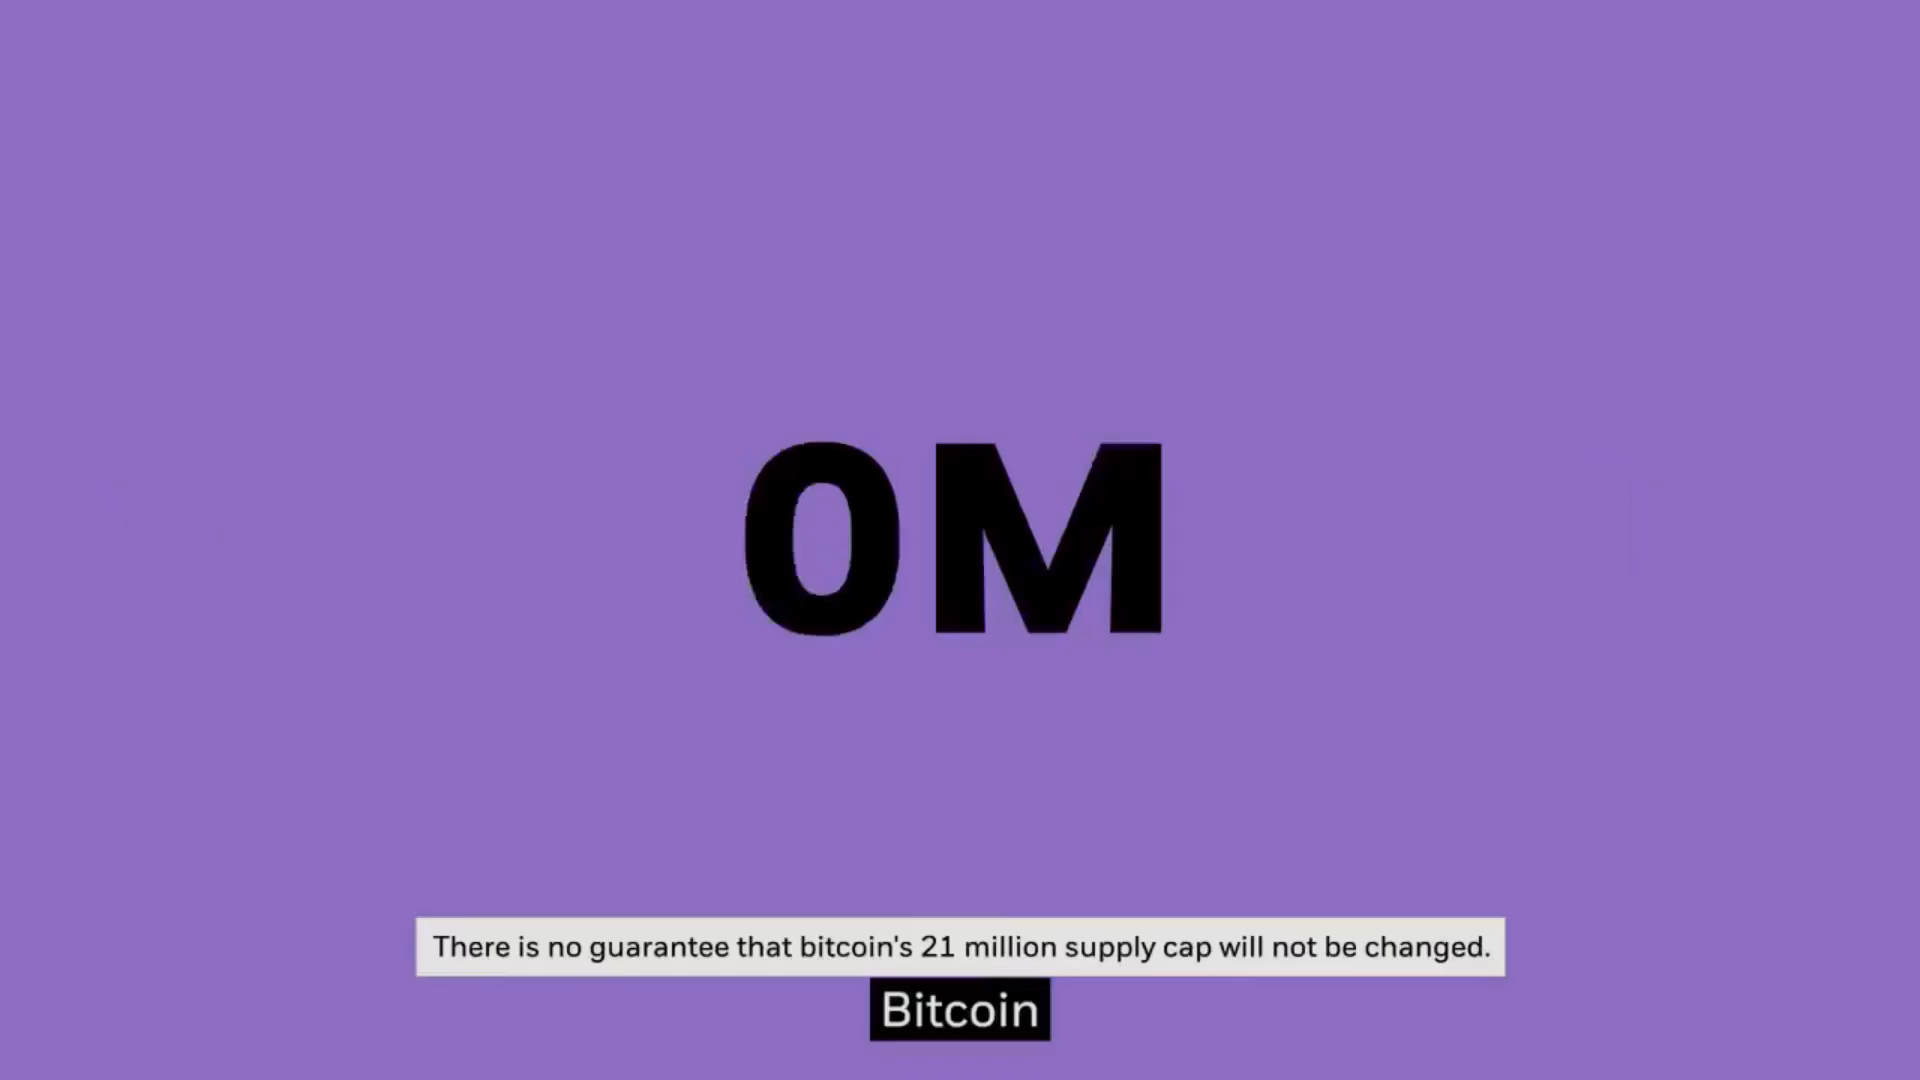 0M
There is no guarantee that bitcoin's 21 million supply cap will not be changed.
Bitcoin